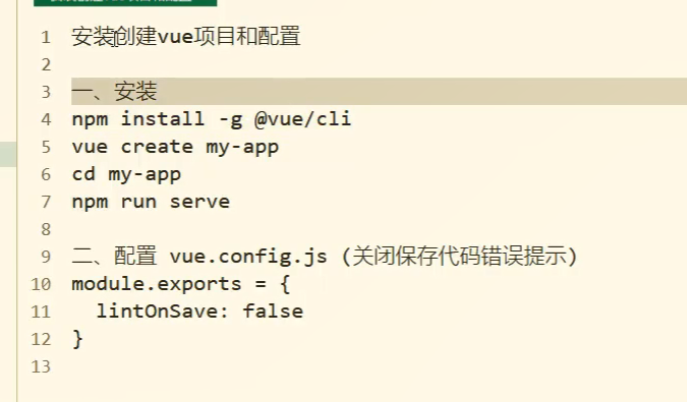 1 安装创建vue项目和配置
2
3 一、安装
4 npm install -g @vue/cli
5 vue create my-app
6 cd my-app
7 npm run serve
8
9 二、配置 vue.config.js (关闭保存代码错误提示)
10 module.exports = {
11   lintOnSave: false
12 }
13